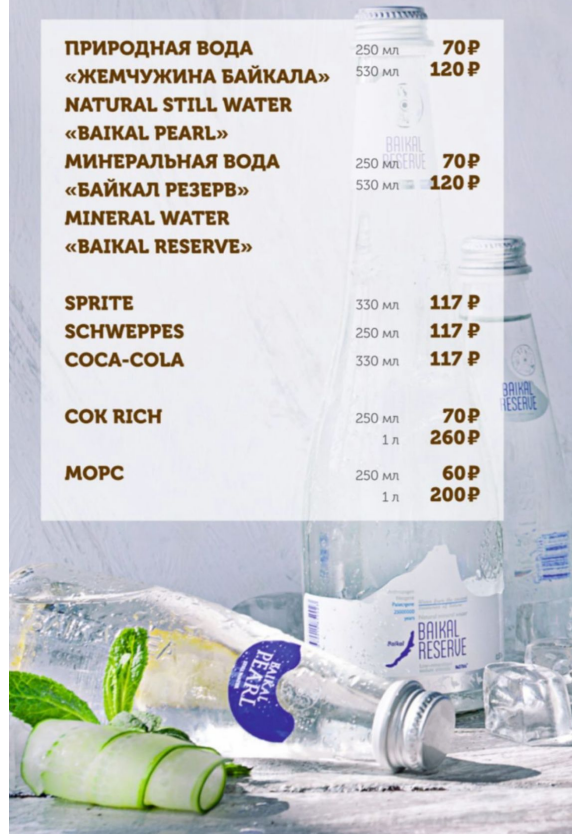 ПРИРОДНАЯ ВОДА 250 мл 70₽
«ЖЕМЧУЖИНА БАЙКАЛА» 530 мл 120₽
NATURAL STILL WATER
«BAIKAL PEARL»
МИНЕРАЛЬНАЯ ВОДА 250 мл 70₽
«БАЙКАЛ РЕЗЕРВ» 530 мл 120₽
MINERAL WATER
«BAIKAL RESERVE»
SPRITE 330 мл 117 ₽
SCHWEPPES 250 мл 117 ₽
COCA-COLA 330 мл 117 ₽
СОК RICH 250 мл 70₽
1 л 260₽
МОРС 250 мл 60₽
1 л 200₽
BAIKAL
RESERVE
BAIKAL
RESERVE
Baikal
BAIKAL
RESERVE
BAIKAL
PEARL